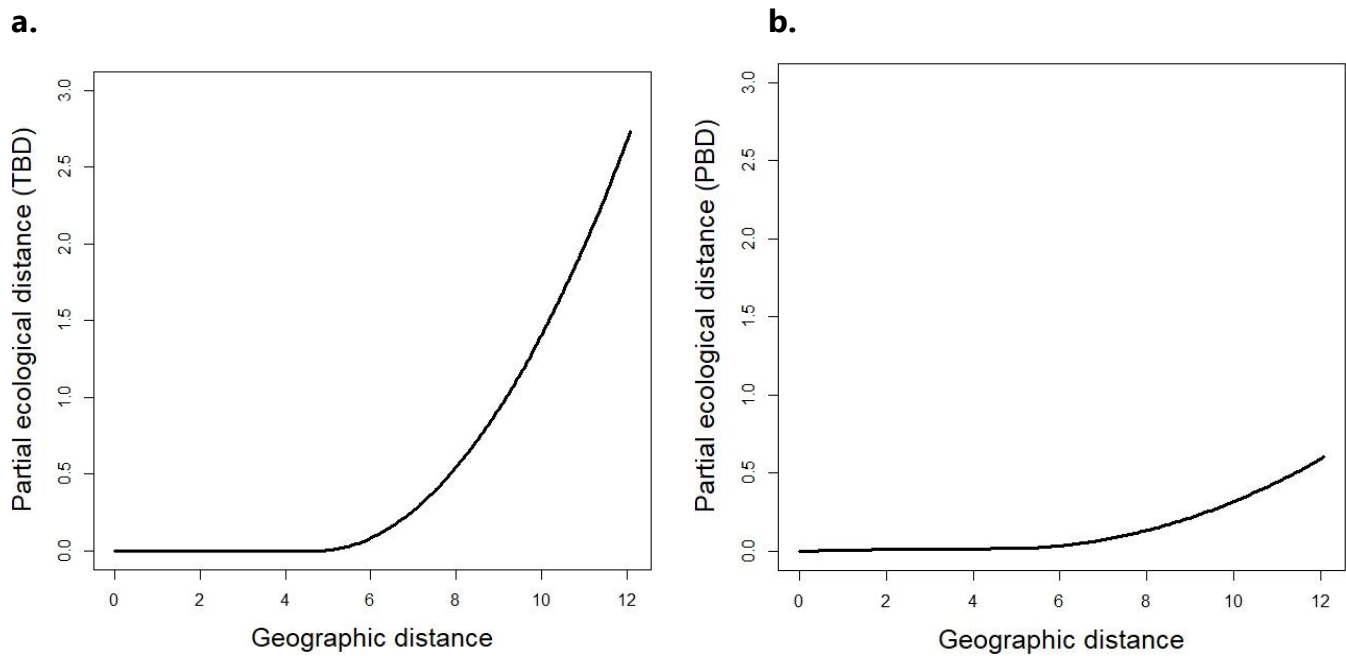 a.
Partial ecological distance (TBD)
3.0
2.5
2.0
1.5
1.0
0.5
0.0
0 2 4 6 8 10 12
Geographic distance
b.
Partial ecological distance (PBD)
3.0
2.5
2.0
1.5
1.0
0.5
0.0
0 2 4 6 8 10 12
Geographic distance